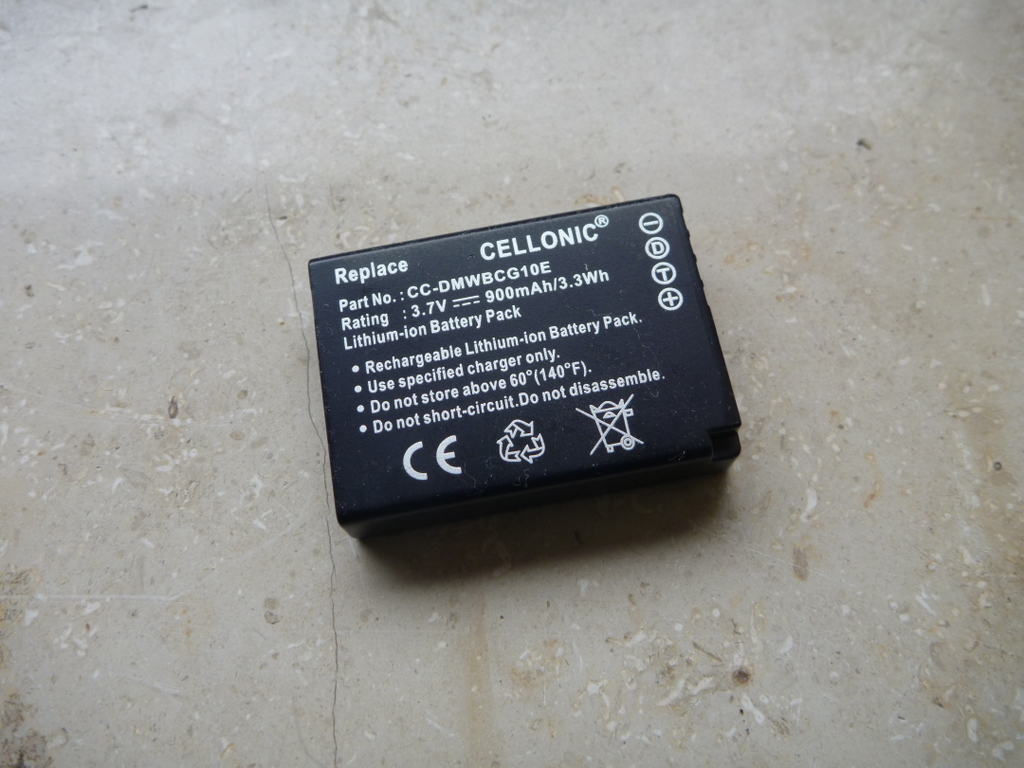 CELLONIC®
Replace
Part No. : CC-DMWBCG10E
Rating : 3.7V 900mAh/3.3Wh
Lithium-ion Battery Pack
• Rechargeable Lithium-ion Battery Pack.
• Use specified charger only.
• Do not store above 60°(140°F).
• Do not short-circuit.Do not disassemble.
CE
−
D
T
+